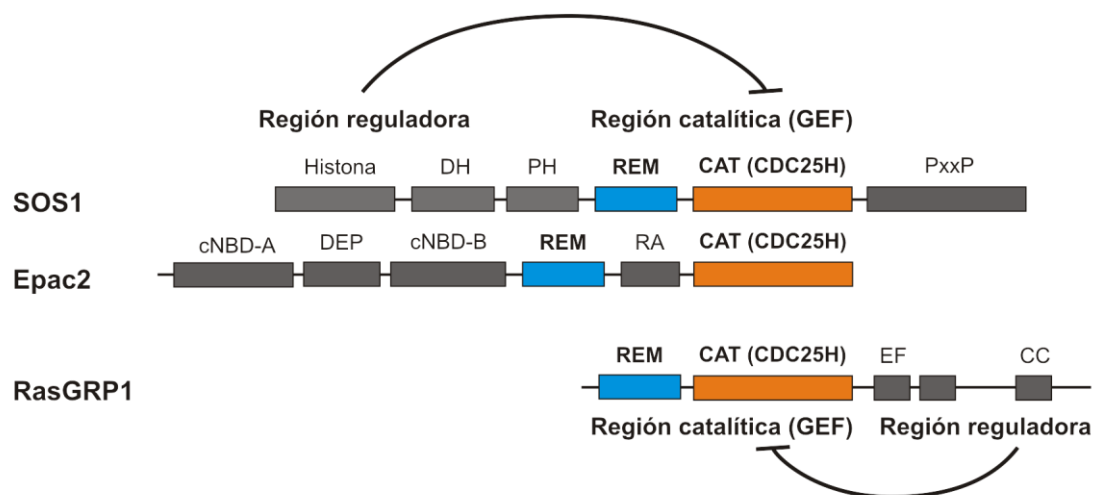 Región reguladora Región catalítica (GEF)
Histona DH PH REM CAT (CDC25H) PxxP
SOS1
cNBD-A DEP cNBD-B REM RA CAT (CDC25H)
Epac2
REM CAT (CDC25H) EF CC
RasGRP1
Región catalítica (GEF) Región reguladora